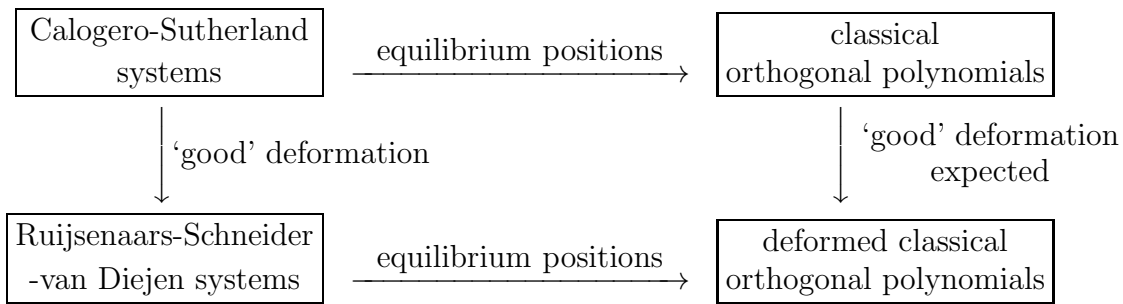 Calogero-Sutherland
systems
equilibrium positions
classical
orthogonal polynomials
‘good’ deformation
‘good’ deformation
expected
Ruijsenaars-Schneider
-van Diejen systems
equilibrium positions
deformed classical
orthogonal polynomials